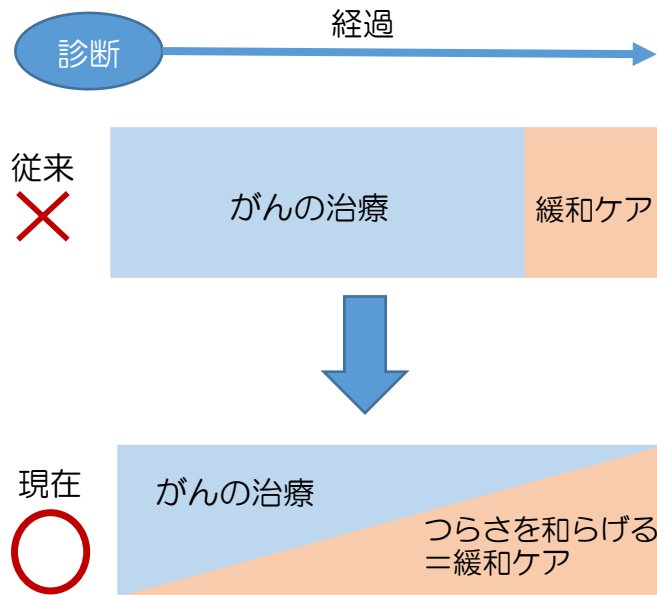 診断
経過
従来
がんの治療
緩和ケア
現在
がんの治療
つらさを和らげる
＝緩和ケア